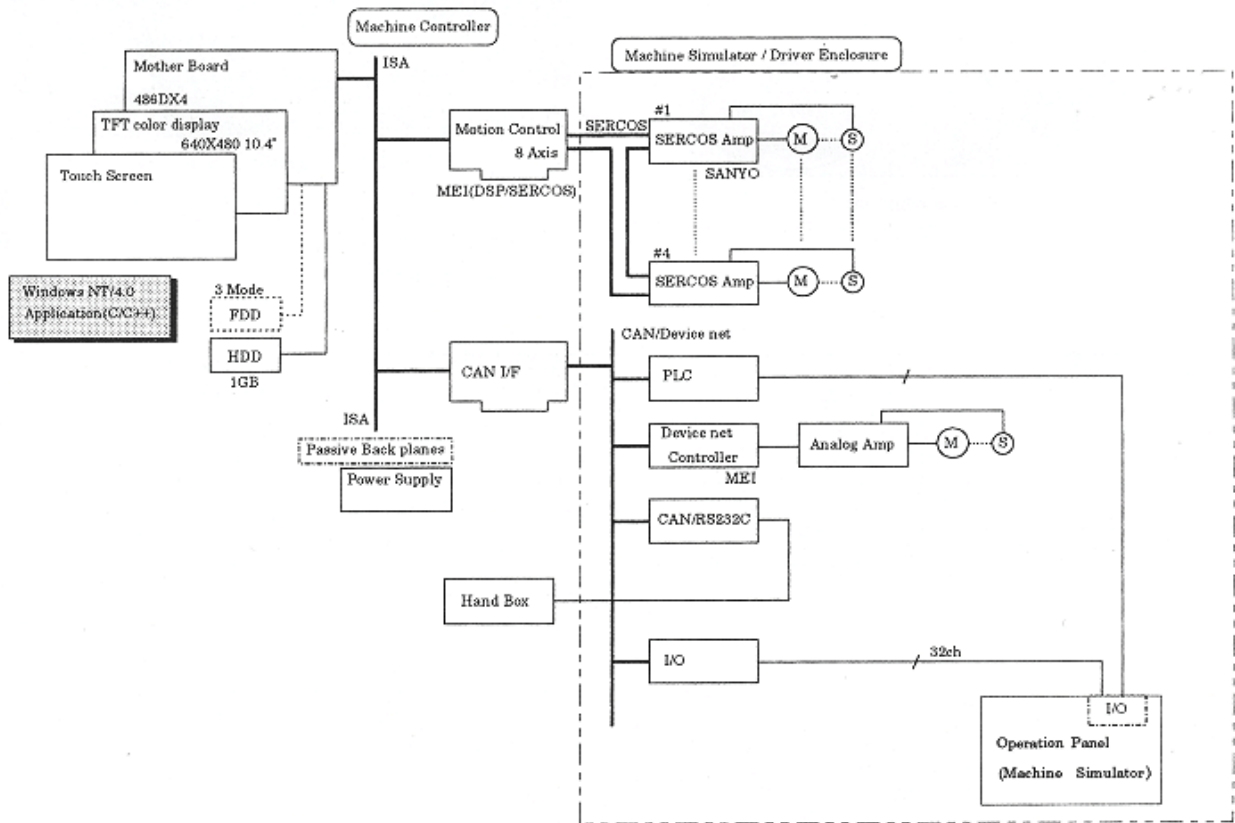 Machine Controller
Machine Simulator / Driver Enclosure
Mother Board
486DX4
TFT color display
640X480 10.4"
Touch Screen
Windows NT/4.0
Application(C/C++)
3 Mode
FDD
HDD
1GB
ISA
ISA
Passive Back planes
Power Supply
Motion Control
8 Axis
MEI(DSP/SERCOS)
SERCOS
#1
SERCOS Amp
SANYO
M
S
#4
SERCOS Amp
M
S
CAN I/F
CAN/Device net
PLC
Device net
Controller
MEI
Analog Amp
M
S
CAN/RS232C
Hand Box
I/O
32ch
I/O
Operation Panel
(Machine Simulator)